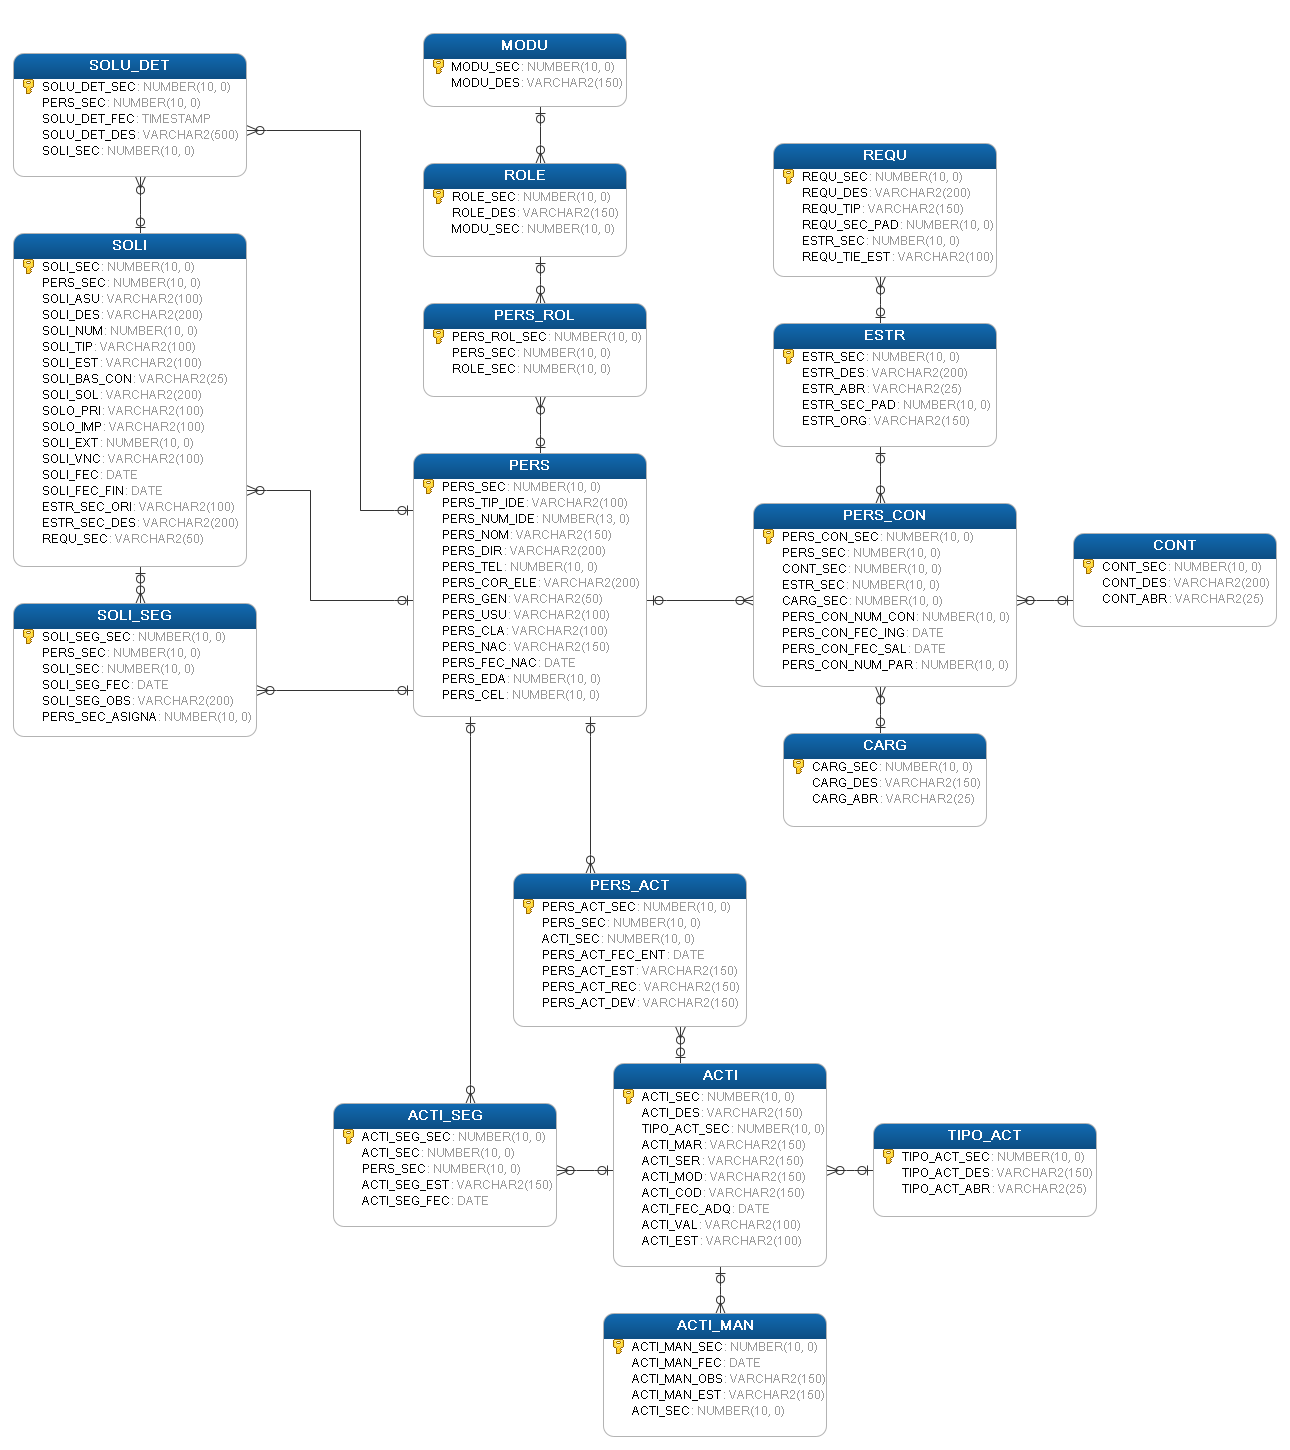 SOLU_DET
SOLU_DET_SEC: NUMBER(10, 0)
PERS_SEC: NUMBER(10, 0)
SOLU_DET_FEC: TIMESTAMP
SOLU_DET_DES: VARCHAR2(500)
SOLI_SEC: NUMBER(10, 0)
MODU
MODU_SEC: NUMBER(10, 0)
MODU_DES: VARCHAR2(150)
ROLE
ROLE_SEC: NUMBER(10, 0)
ROLE_DES: VARCHAR2(150)
MODU_SEC: NUMBER(10, 0)
REQU
REQU_SEC: NUMBER(10, 0)
REQU_DES: VARCHAR2(200)
REQU_TIP: VARCHAR2(150)
REQU_SEC_PAD: NUMBER(10, 0)
ESTR_SEC: NUMBER(10, 0)
REQU_TIE_EST: VARCHAR2(100)
SOLI
SOLI_SEC: NUMBER(10, 0)
PERS_SEC: NUMBER(10, 0)
SOLI_ASU: VARCHAR2(100)
SOLI_DES: VARCHAR2(200)
SOLI_NUM: NUMBER(10, 0)
SOLI_TIP: VARCHAR2(100)
SOLI_EST: VARCHAR2(100)
SOLI_BAS_CON: VARCHAR2(25)
SOLI_SOL: VARCHAR2(200)
SOLO_PRI: VARCHAR2(100)
SOLO_IMP: VARCHAR2(100)
SOLI_EXT: NUMBER(10, 0)
SOLI_VNC: VARCHAR2(100)
SOLI_FEC: DATE
SOLI_FEC_FIN: DATE
ESTR_SEC_ORI: VARCHAR2(100)
ESTR_SEC_DES: VARCHAR2(200)
REQU_SEC: VARCHAR2(50)
PERS_ROL
PERS_ROL_SEC: NUMBER(10, 0)
PERS_SEC: NUMBER(10, 0)
ROLE_SEC: NUMBER(10, 0)
ESTR
ESTR_SEC: NUMBER(10, 0)
ESTR_DES: VARCHAR2(200)
ESTR_ABR: VARCHAR2(25)
ESTR_SEC_PAD: NUMBER(10, 0)
ESTR_ORG: VARCHAR2(150)
PERS
PERS_SEC: NUMBER(10, 0)
PERS_TIP_IDE: VARCHAR2(100)
PERS_NUM_IDE: NUMBER(13, 0)
PERS_NOM: VARCHAR2(150)
PERS_DIR: VARCHAR2(200)
PERS_TEL: NUMBER(10, 0)
PERS_COR_ELE: VARCHAR2(200)
PERS_GEN: VARCHAR2(50)
PERS_USU: VARCHAR2(100)
PERS_CLA: VARCHAR2(100)
PERS_NAC: VARCHAR2(150)
PERS_FEC_NAC: DATE
PERS_EDA: NUMBER(10, 0)
PERS_CEL: NUMBER(10, 0)
PERS_CON
PERS_CON_SEC: NUMBER(10, 0)
PERS_SEC: NUMBER(10, 0)
CONT_SEC: NUMBER(10, 0)
ESTR_SEC: NUMBER(10, 0)
CARG_SEC: NUMBER(10, 0)
PERS_CON_NUM_CON: NUMBER(10, 0)
PERS_CON_FEC_ING: DATE
PERS_CON_FEC_SAL: DATE
PERS_CON_NUM_PAR: NUMBER(10, 0)
CONT
CONT_SEC: NUMBER(10, 0)
CONT_DES: VARCHAR2(200)
CONT_ABR: VARCHAR2(25)
SOLI_SEG
SOLI_SEG_SEC: NUMBER(10, 0)
PERS_SEC: NUMBER(10, 0)
SOLI_SEC: NUMBER(10, 0)
SOLI_SEG_FEC: DATE
SOLI_SEG_OBS: VARCHAR2(200)
PERS_SEC_ASIGNA: NUMBER(10, 0)
CARG
CARG_SEC: NUMBER(10, 0)
CARG_DES: VARCHAR2(150)
CARG_ABR: VARCHAR2(25)
PERS_ACT
PERS_ACT_SEC: NUMBER(10, 0)
PERS_SEC: NUMBER(10, 0)
ACTI_SEC: NUMBER(10, 0)
PERS_ACT_FEC_ENT: DATE
PERS_ACT_EST: VARCHAR2(150)
PERS_ACT_REC: VARCHAR2(150)
PERS_ACT_DEV: VARCHAR2(150)
ACTI
ACTI_SEC: NUMBER(10, 0)
ACTI_DES: VARCHAR2(150)
TIPO_ACT_SEC: NUMBER(10, 0)
ACTI_MAR: VARCHAR2(150)
ACTI_SER: VARCHAR2(150)
ACTI_MOD: VARCHAR2(150)
ACTI_COD: VARCHAR2(150)
ACTI_FEC_ADQ: DATE
ACTI_VAL: VARCHAR2(100)
ACTI_EST: VARCHAR2(100)
ACTI_SEG
ACTI_SEG_SEC: NUMBER(10, 0)
ACTI_SEC: NUMBER(10, 0)
PERS_SEC: NUMBER(10, 0)
ACTI_SEG_EST: VARCHAR2(150)
ACTI_SEG_FEC: DATE
TIPO_ACT
TIPO_ACT_SEC: NUMBER(10, 0)
TIPO_ACT_DES: VARCHAR2(150)
TIPO_ACT_ABR: VARCHAR2(25)
ACTI_MAN
ACTI_MAN_SEC: NUMBER(10, 0)
ACTI_MAN_FEC: DATE
ACTI_MAN_OBS: VARCHAR2(150)
ACTI_MAN_EST: VARCHAR2(150)
ACTI_SEC: NUMBER(10, 0)